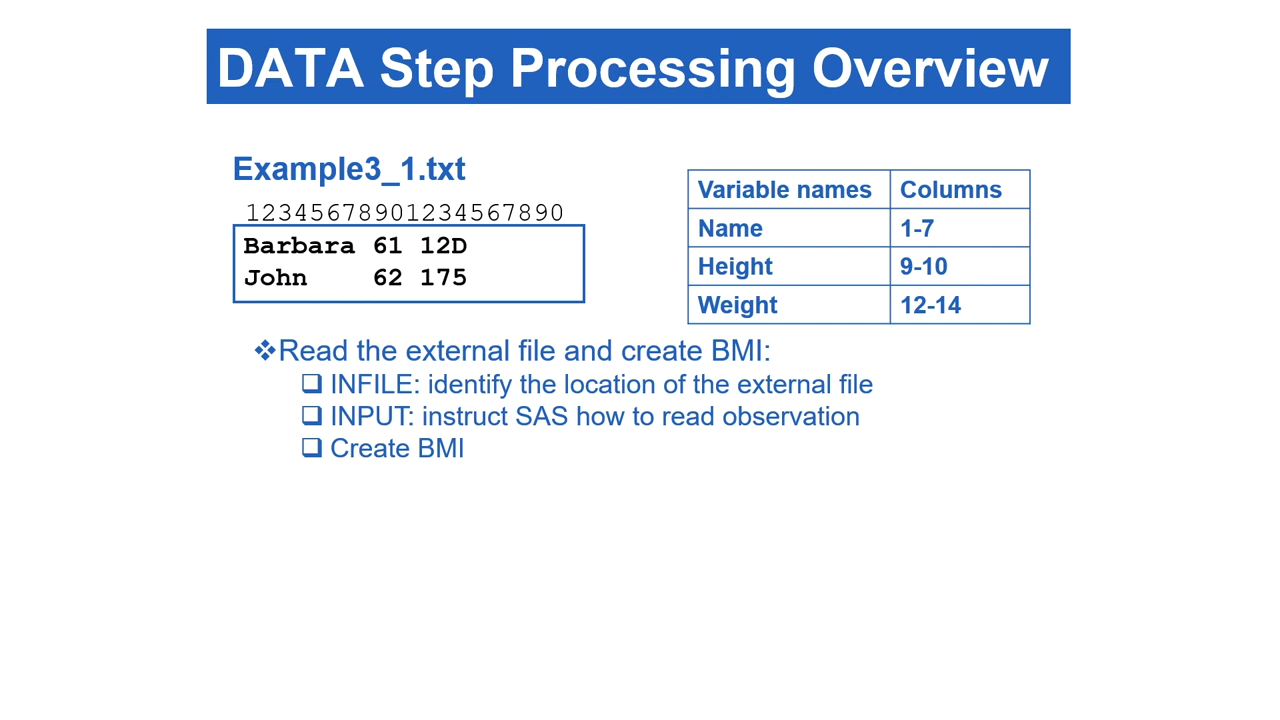 DATA Step Processing Overview
Example3_1.txt
12345678901234567890
Barbara 61 12D
John    62 175
Variable names Columns
Name 1-7
Height 9-10
Weight 12-14
❖Read the external file and create BMI:
❑ INFILE: identify the location of the external file
❑ INPUT: instruct SAS how to read observation
❑ Create BMI